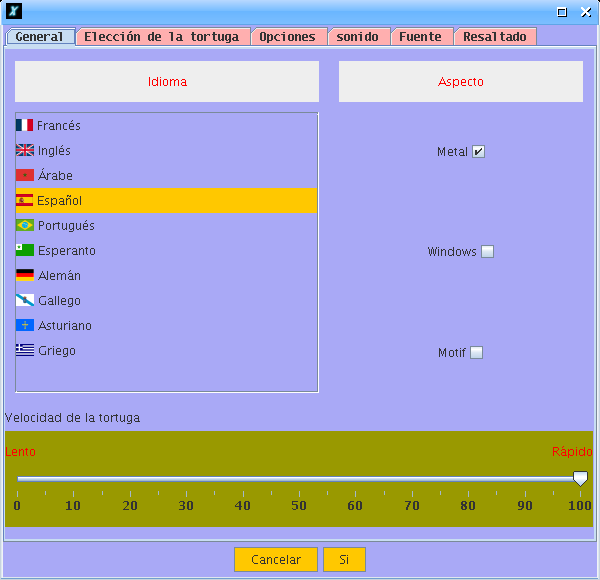 General Elección de la tortuga Opciones sonido Fuente Resaltado
Idioma Aspecto
Francés
Inglés
Metal
Árabe
Español
Portugués
Esperanto
Windows
Alemán
Gallego
Asturiano
Griego
Motif
Velocidad de la tortuga
Lento Rápido
0 10 20 30 40 50 60 70 80 90 100
Cancelar Si